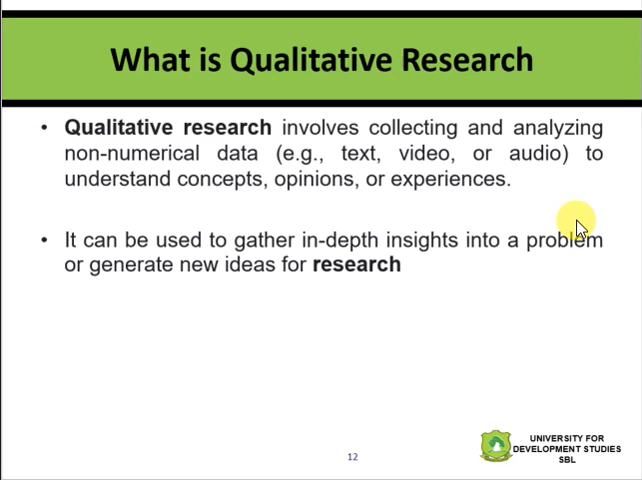 What is Qualitative Research
• Qualitative research involves collecting and analyzing
non-numerical data (e.g., text, video, or audio) to
understand concepts, opinions, or experiences.
• It can be used to gather in-depth insights into a problem
or generate new ideas for research
12
UNIVERSITY FOR
DEVELOPMENT STUDIES
SBL